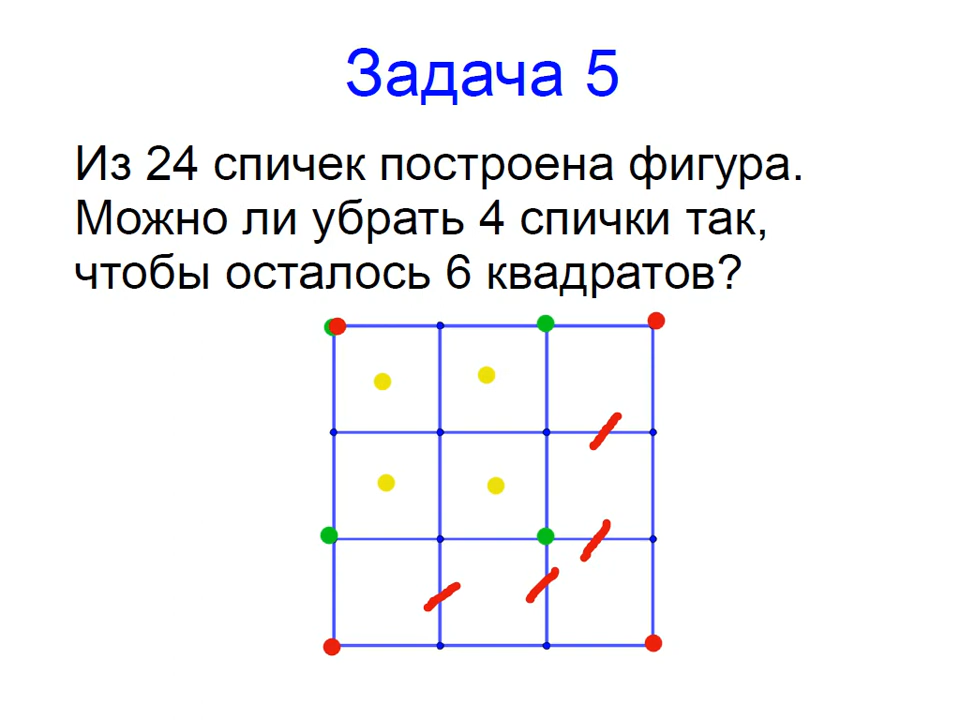 Задача 5
Из 24 спичек построена фигура.
Можно ли убрать 4 спички так,
чтобы осталось 6 квадратов?